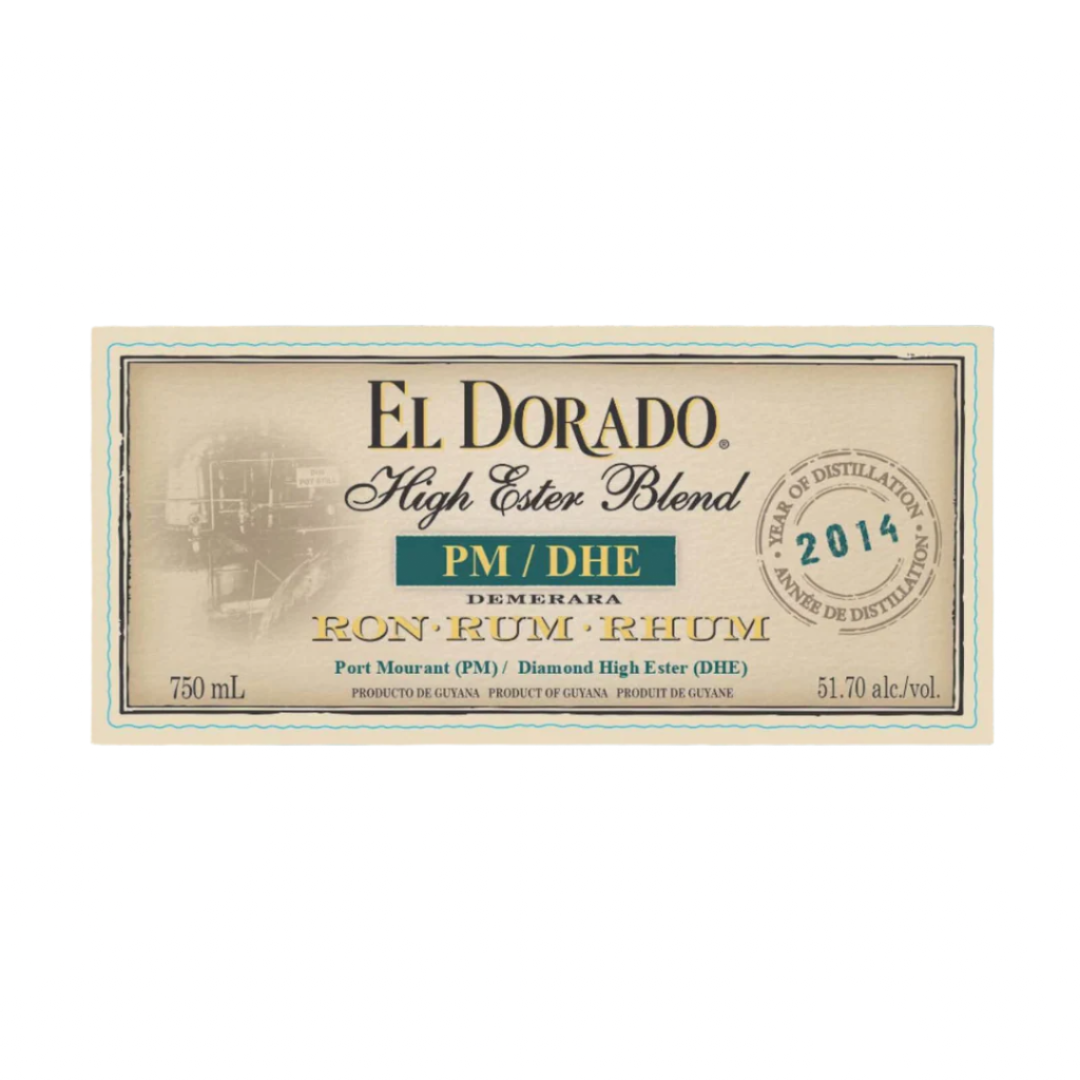 EL DORADO®
High Ester Blend
PM / DHE
DEMERARA
RON · RUM · RHUM
Port Mourant (PM) / Diamond High Ester (DHE)
PRODUCTO DE GUYANA PRODUCT OF GUYANA PRODUIT DE GUYANE
750 mL
51.70 alc./vol.
· YEAR OF DISTILLATION ·
2014
ANNÉE DE DISTILLATION
POT STILL